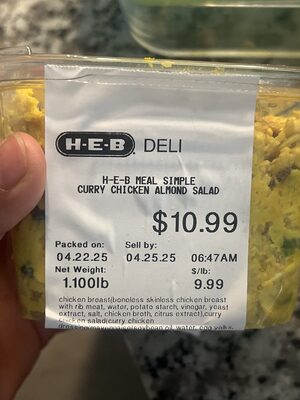 H-E-B DELI
H-E-B MEAL SIMPLE
CURRY CHICKEN ALMOND SALAD
$10.99
Packed on: Sell by:
04.22.25 04.25.25 06:47AM
Net Weight: $/lb:
1.100lb 9.99
chicken breast(boneless skinless chicken breast
with rib meat, water, potato starch, vinegar, yeast
extract, salt, chicken broth, citrus extract),curry
chicken salad(curry chicken